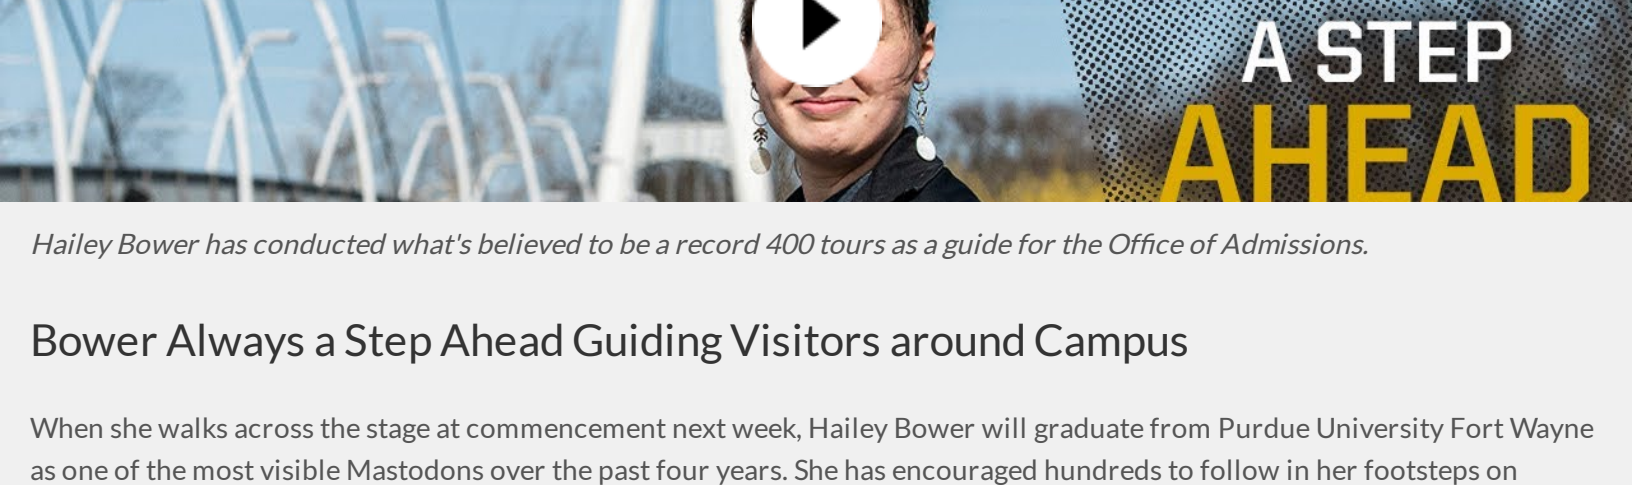 A STEP
AHEAD
Hailey Bower has conducted what's believed to be a record 400 tours as a guide for the Office of Admissions.
Bower Always a Step Ahead Guiding Visitors around Campus
When she walks across the stage at commencement next week, Hailey Bower will graduate from Purdue University Fort Wayne
as one of the most visible Mastodons over the past four years. She has encouraged hundreds to follow in her footsteps on